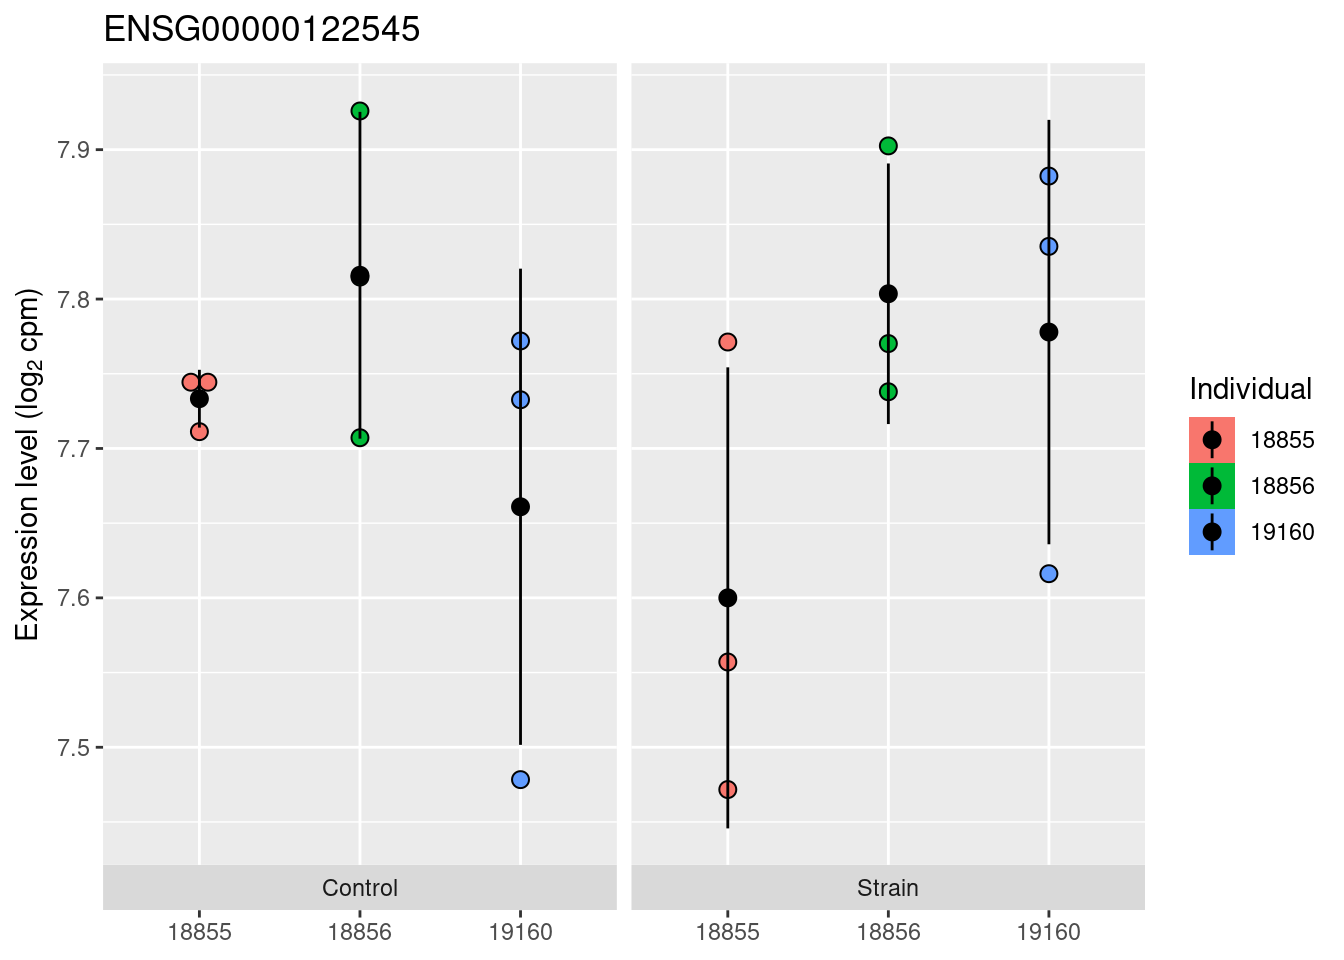 ENSG00000122545
Expression level (log₂ cpm)
7.9
7.8
7.7
7.6
7.5
Control
Strain
18855 18856 19160
18855 18856 19160
Individual
18855
18856
19160